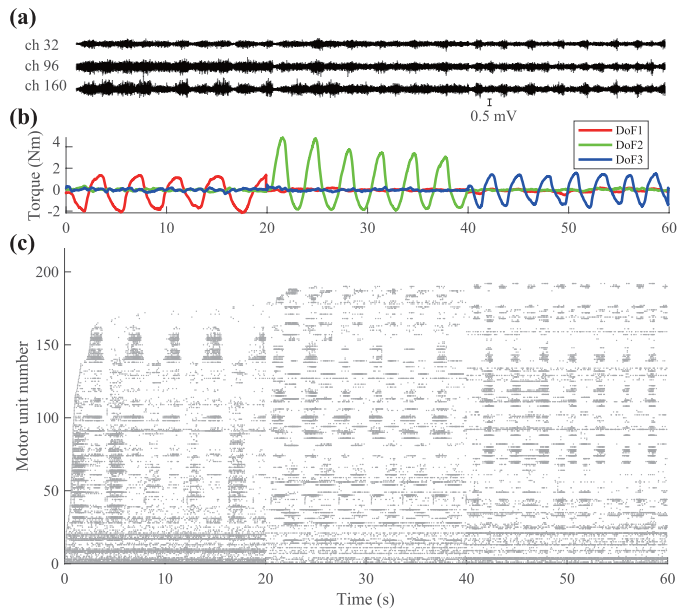 (a)
ch 32
ch 96
ch 160
0.5 mV
(b)
Torque (Nm)
4
2
0
-2
DoF1
DoF2
DoF3
0 10 20 30 40 50 60
(c)
Motor unit number
200
150
100
50
0
0 10 20 30 40 50 60
Time (s)